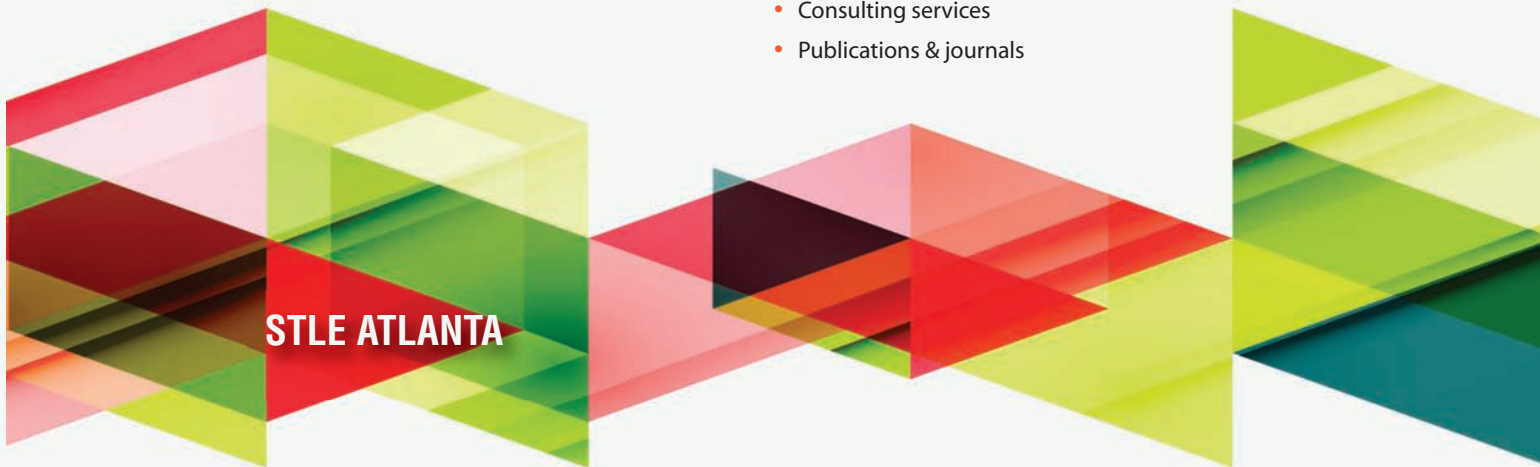 • Consulting services
• Publications & journals
STLE ATLANTA